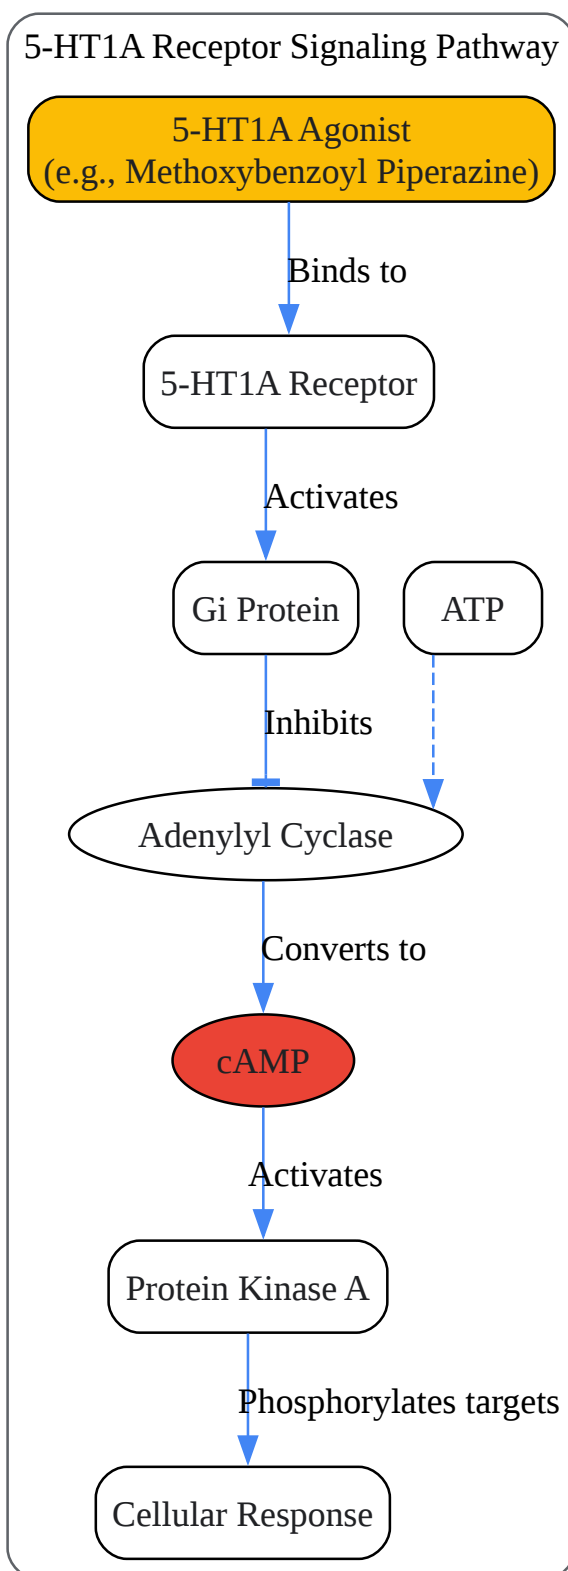 5-HT1A Receptor Signaling Pathway
5-HT1A Agonist
(e.g., Methoxybenzoyl Piperazine)
Binds to
5-HT1A Receptor
Activates
Gi Protein
ATP
Inhibits
Adenylyl Cyclase
Converts to
cAMP
Activates
Protein Kinase A
Phosphorylates targets
Cellular Response